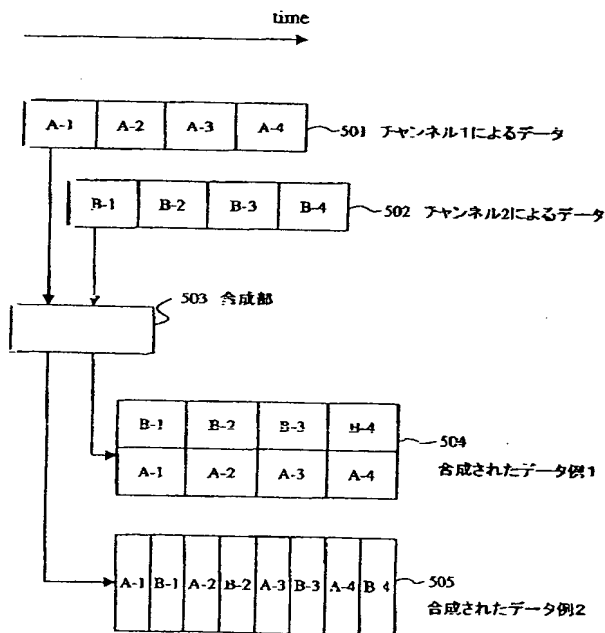 time
A-1 A-2 A-3 A-4
501 チャンネル1によるデータ
B-1 B-2 B-3 B-4
502 チャンネル2によるデータ
503 合成部
B-1 B-2 B-3 B-4
A-1 A-2 A-3 A-4
504
合成されたデータ例1
A-1 B-1 A-2 B-2 A-3 B-3 A-4 B-4
505
合成されたデータ例2